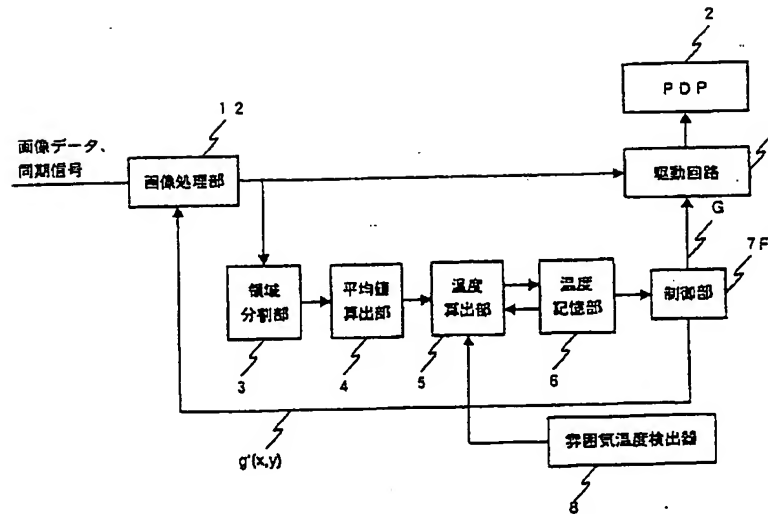 2
PDP
12
画像データ、
同期信号
画像処理部
駆動回路
G
7F
領域
分割部
平均値
算出部
温度
算出部
温度
記憶部
制御部
3
4
5
6
g'(x,y)
雰囲気温度検出器
8